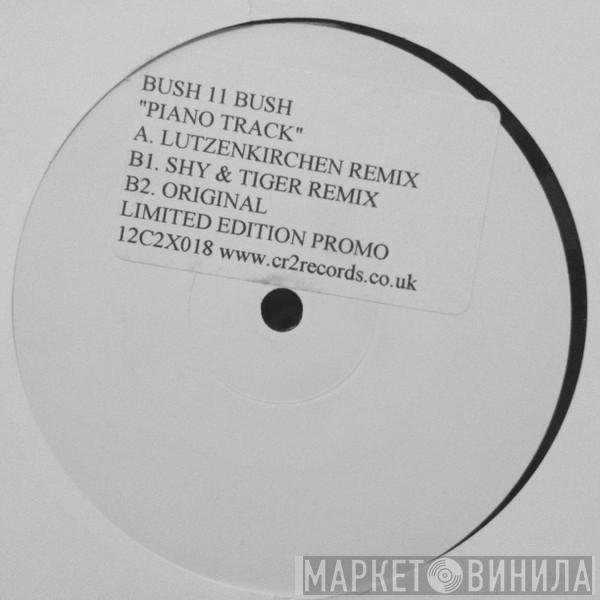 BUSH 11 BUSH
"PIANO TRACK"
A. LUTZENKIRCHEN REMIX
B1. SHY & TIGER REMIX
B2. ORIGINAL
LIMITED EDITION PROMO
12C2X018 www.cr2records.co.uk
МАРКЕТ ВИНИЛА